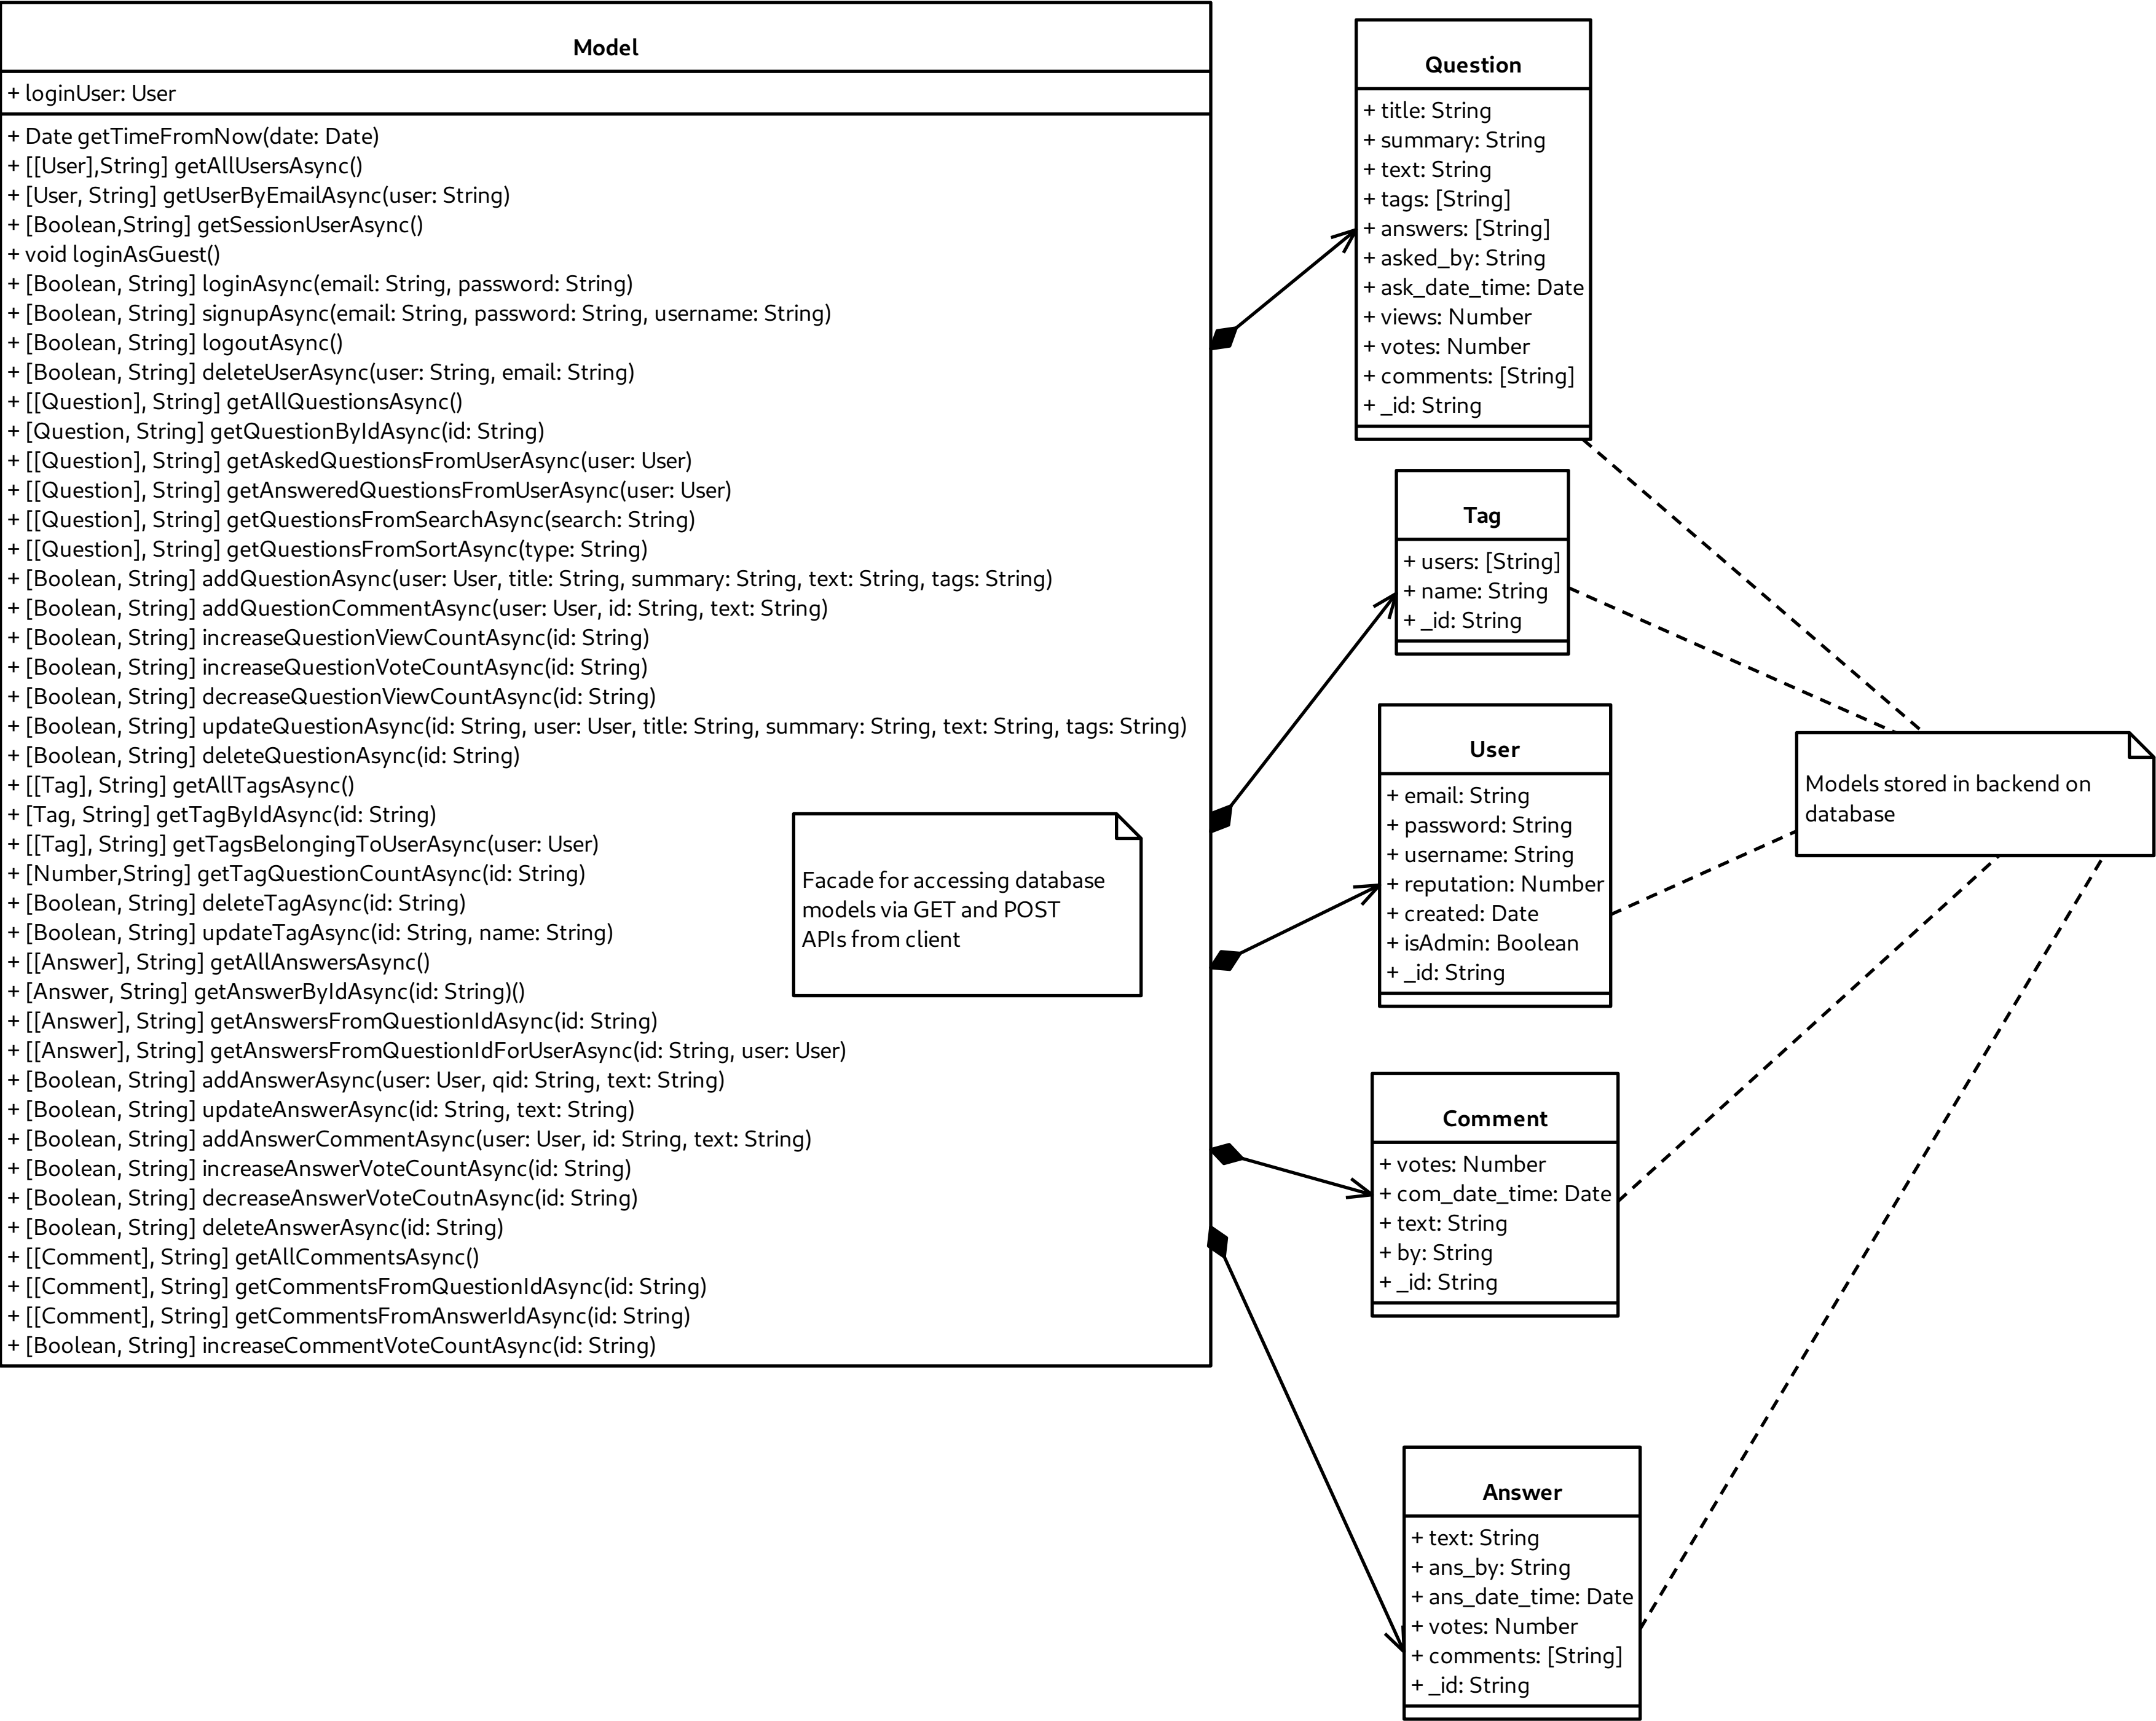 Model
+ loginUser: User
+ Date getTimeFromNow(date: Date)
+ [[User],String] getAllUsersAsync()
+ [User, String] getUserByEmailAsync(user: String)
+ [Boolean,String] getSessionUserAsync()
+ void loginAsGuest()
+ [Boolean, String] loginAsync(email: String, password: String)
+ [Boolean, String] signupAsync(email: String, password: String, username: String)
+ [Boolean, String] logoutAsync()
+ [Boolean, String] deleteUserAsync(user: String, email: String)
+ [[Question], String] getAllQuestionsAsync()
+ [Question, String] getQuestionByIdAsync(id: String)
+ [[Question], String] getAskedQuestionsFromUserAsync(user: User)
+ [[Question], String] getAnsweredQuestionsFromUserAsync(user: User)
+ [[Question], String] getQuestionsFromSearchAsync(search: String)
+ [[Question], String] getQuestionsFromSortAsync(type: String)
+ [Boolean, String] addQuestionAsync(user: User, title: String, summary: String, text: String, tags: String)
+ [Boolean, String] addQuestionCommentAsync(user: User, id: String, text: String)
+ [Boolean, String] increaseQuestionViewCountAsync(id: String)
+ [Boolean, String] increaseQuestionVoteCountAsync(id: String)
+ [Boolean, String] decreaseQuestionViewCountAsync(id: String)
+ [Boolean, String] updateQuestionAsync(id: String, user: User, title: String, summary: String, text: String, tags: String)
+ [Boolean, String] deleteQuestionAsync(id: String)
+ [[Tag], String] getAllTagsAsync()
+ [Tag, String] getTagByIdAsync(id: String)
+ [[Tag], String] getTagsBelongingToUserAsync(user: User)
+ [Number,String] getTagQuestionCountAsync(id: String)
+ [Boolean, String] deleteTagAsync(id: String)
+ [Boolean, String] updateTagAsync(id: String, name: String)
+ [[Answer], String] getAllAnswersAsync()
+ [Answer, String] getAnswerByIdAsync(id: String)()
+ [[Answer], String] getAnswersFromQuestionIdAsync(id: String)
+ [[Answer], String] getAnswersFromQuestionIdForUserAsync(id: String, user: User)
+ [Boolean, String] addAnswerAsync(user: User, qid: String, text: String)
+ [Boolean, String] updateAnswerAsync(id: String, text: String)
+ [Boolean, String] addAnswerCommentAsync(user: User, id: String, text: String)
+ [Boolean, String] increaseAnswerVoteCountAsync(id: String)
+ [Boolean, String] decreaseAnswerVoteCoutnAsync(id: String)
+ [Boolean, String] deleteAnswerAsync(id: String)
+ [[Comment], String] getAllCommentsAsync()
+ [[Comment], String] getCommentsFromQuestionIdAsync(id: String)
+ [[Comment], String] getCommentsFromAnswerIdAsync(id: String)
+ [Boolean, String] increaseCommentVoteCountAsync(id: String)
Facade for accessing database
models via GET and POST
APIs from client
Question
+ title: String
+ summary: String
+ text: String
+ tags: [String]
+ answers: [String]
+ asked_by: String
+ ask_date_time: Date
+ views: Number
+ votes: Number
+ comments: [String]
+ _id: String
Tag
+ users: [String]
+ name: String
+ _id: String
User
+ email: String
+ password: String
+ username: String
+ reputation: Number
+ created: Date
+ isAdmin: Boolean
+ _id: String
Comment
+ votes: Number
+ com_date_time: Date
+ text: String
+ by: String
+ _id: String
Answer
+ text: String
+ ans_by: String
+ ans_date_time: Date
+ votes: Number
+ comments: [String]
+ _id: String
Models stored in backend on
database